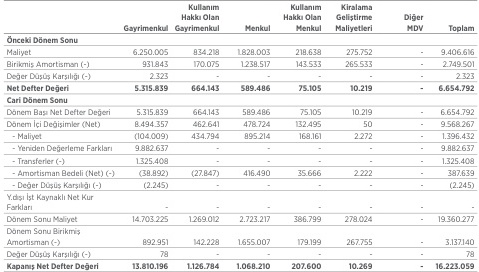 Gayrimenkul Kullanım Hakkı Olan Gayrimenkul Menkul Kullanım Hakkı Olan Menkul Kiralama Geliştirme Maliyetleri Diğer MDV Toplam
Önceki Dönem Sonu
Maliyet 6.250.005 834.218 1.828.003 218.638 275.752 - 9.406.616
Birikmiş Amortisman (-) 931.843 170.075 1.238.517 143.533 265.533 - 2.749.501
Değer Düşüş Karşılığı (-) 2.323 - - - - - 2.323
Net Defter Değeri 5.315.839 664.143 589.486 75.105 10.219 - 6.654.792
Cari Dönem Sonu
Dönem Başı Net Defter Değeri 5.315.839 664.143 589.486 75.105 10.219 - 6.654.792
Dönem İçi Değişimler (Net) 8.494.357 462.641 478.724 132.495 50 - 9.568.267
- Maliyet (104.009) 434.794 895.214 168.161 2.272 - 1.396.432
- Yeniden Değerleme Farkları 9.882.637 - - - - - 9.882.637
- Transferler (-) 1.325.408 - - - - - 1.325.408
- Amortisman Bedeli (Net) (-) (38.892) (27.847) 416.490 35.666 2.222 - 387.639
- Değer Düşüş Karşılığı (-) (2.245) - - - - - (2.245)
Y.dışı İşt Kaynaklı Net Kur
Farkları - - - - - - -
Dönem Sonu Maliyet 14.703.225 1.269.012 2.723.217 386.799 278.024 - 19.360.277
Dönem Sonu Birikmiş
Amortisman (-) 892.951 142.228 1.655.007 179.199 267.755 - 3.137.140
Değer Düşüş Karşılığı (-) 78 - - - - - 78
Kapanış Net Defter Değeri 13.810.196 1.126.784 1.068.210 207.600 10.269 - 16.223.059